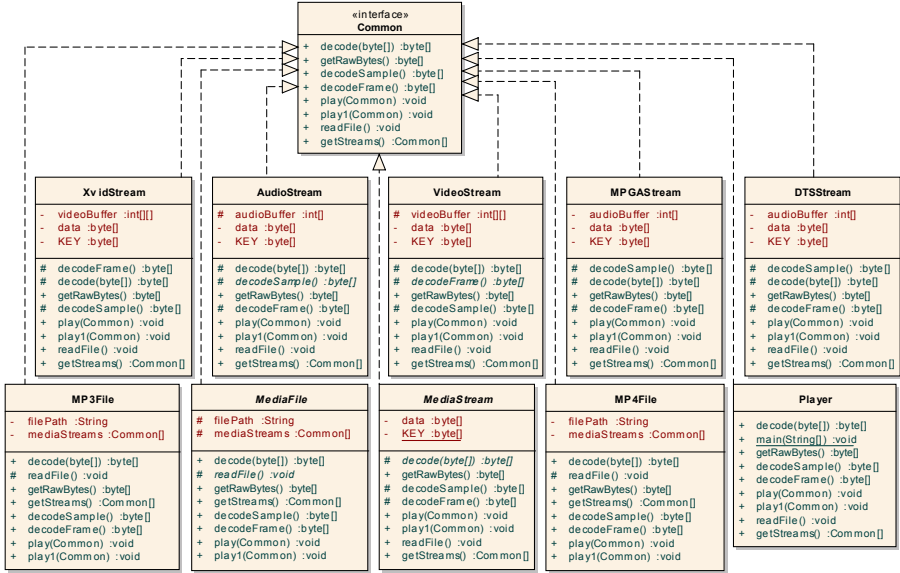 «interface»
Common
+ decode(byte[]) :byte[]
+ getRawBytes() :byte[]
+ decodeSample() :byte[]
+ decodeFrame() :byte[]
+ play(Common) :void
+ play1(Common) :void
+ readFile() :void
+ getStreams() :Common[]
XvidStream
- videoBuffer :int[][]
- data :byte[]
- KEY :byte[]
# decodeFrame() :byte[]
# decode(byte[]) :byte[]
+ getRawBytes() :byte[]
# decodeSample() :byte[]
+ play(Common) :void
+ play1(Common) :void
+ readFile() :void
+ getStreams() :Common[]
AudioStream
# audioBuffer :int[]
- data :byte[]
- KEY :byte[]
# decode(byte[]) :byte[]
# decodeSample() :byte[]
+ getRawBytes() :byte[]
# decodeFrame() :byte[]
+ play(Common) :void
+ play1(Common) :void
+ readFile() :void
+ getStreams() :Common[]
VideoStream
# videoBuffer :int[][]
- data :byte[]
- KEY :byte[]
# decode(byte[]) :byte[]
# decodeFrame() :byte[]
+ getRawBytes() :byte[]
# decodeSample() :byte[]
+ play(Common) :void
+ play1(Common) :void
+ readFile() :void
+ getStreams() :Common[]
MPGAStream
- audioBuffer :int[]
- data :byte[]
- KEY :byte[]
# decodeSample() :byte[]
# decode(byte[]) :byte[]
+ getRawBytes() :byte[]
# decodeFrame() :byte[]
+ play(Common) :void
+ play1(Common) :void
+ readFile() :void
+ getStreams() :Common[]
DTSStream
- audioBuffer :int[]
- data :byte[]
- KEY :byte[]
# decodeSample() :byte[]
# decode(byte[]) :byte[]
+ getRawBytes() :byte[]
# decodeFrame() :byte[]
+ play(Common) :void
+ play1(Common) :void
+ readFile() :void
+ getStreams() :Common[]
MP3File
- filePath :String
- mediaStreams :Common[]
+ decode(byte[]) :byte[]
# readFile() :void
+ getRawBytes() :byte[]
+ getStreams() :Common[]
+ decodeSample() :byte[]
+ decodeFrame() :byte[]
+ play(Common) :void
+ play1(Common) :void
MediaFile
# filePath :String
# mediaStreams :Common[]
+ decode(byte[]) :byte[]
# readFile() :void
+ getRawBytes() :byte[]
+ getStreams() :Common[]
+ decodeSample() :byte[]
+ decodeFrame() :byte[]
+ play(Common) :void
+ play1(Common) :void
MediaStream
- data :byte[]
- KEY :byte[]
# decode(byte[]) :byte[]
+ getRawBytes() :byte[]
# decodeSample() :byte[]
# decodeFrame() :byte[]
+ play(Common) :void
+ play1(Common) :void
+ readFile() :void
+ getStreams() :Common[]
MP4File
- filePath :String
- mediaStreams :Common[]
+ decode(byte[]) :byte[]
# readFile() :void
+ getRawBytes() :byte[]
+ getStreams() :Common[]
+ decodeSample() :byte[]
+ decodeFrame() :byte[]
+ play(Common) :void
+ play1(Common) :void
Player
+ decode(byte[]) :byte[]
+ main(String[]) :void
+ getRawBytes() :byte[]
+ decodeSample() :byte[]
+ decodeFrame() :byte[]
+ play(Common) :void
+ play1(Common) :void
+ readFile() :void
+ getStreams() :Common[]